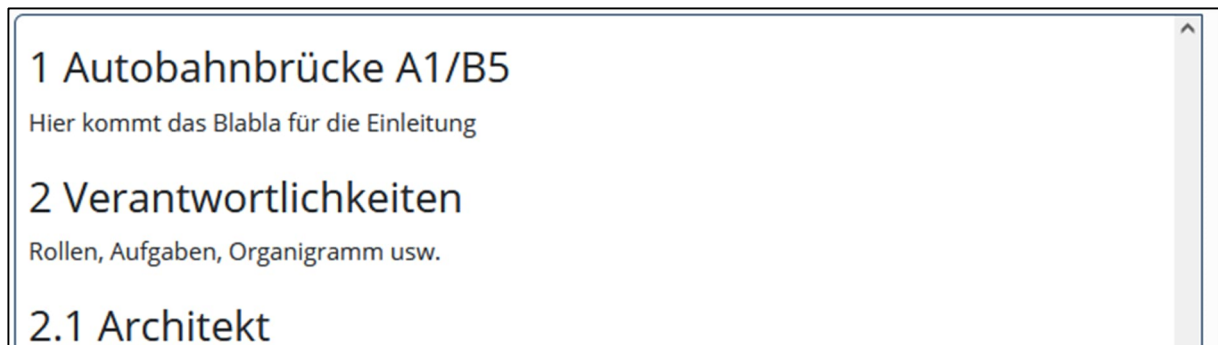 1 Autobahnbrücke A1/B5
Hier kommt das Blabla für die Einleitung
2 Verantwortlichkeiten
Rollen, Aufgaben, Organigramm usw.
2.1 Architekt